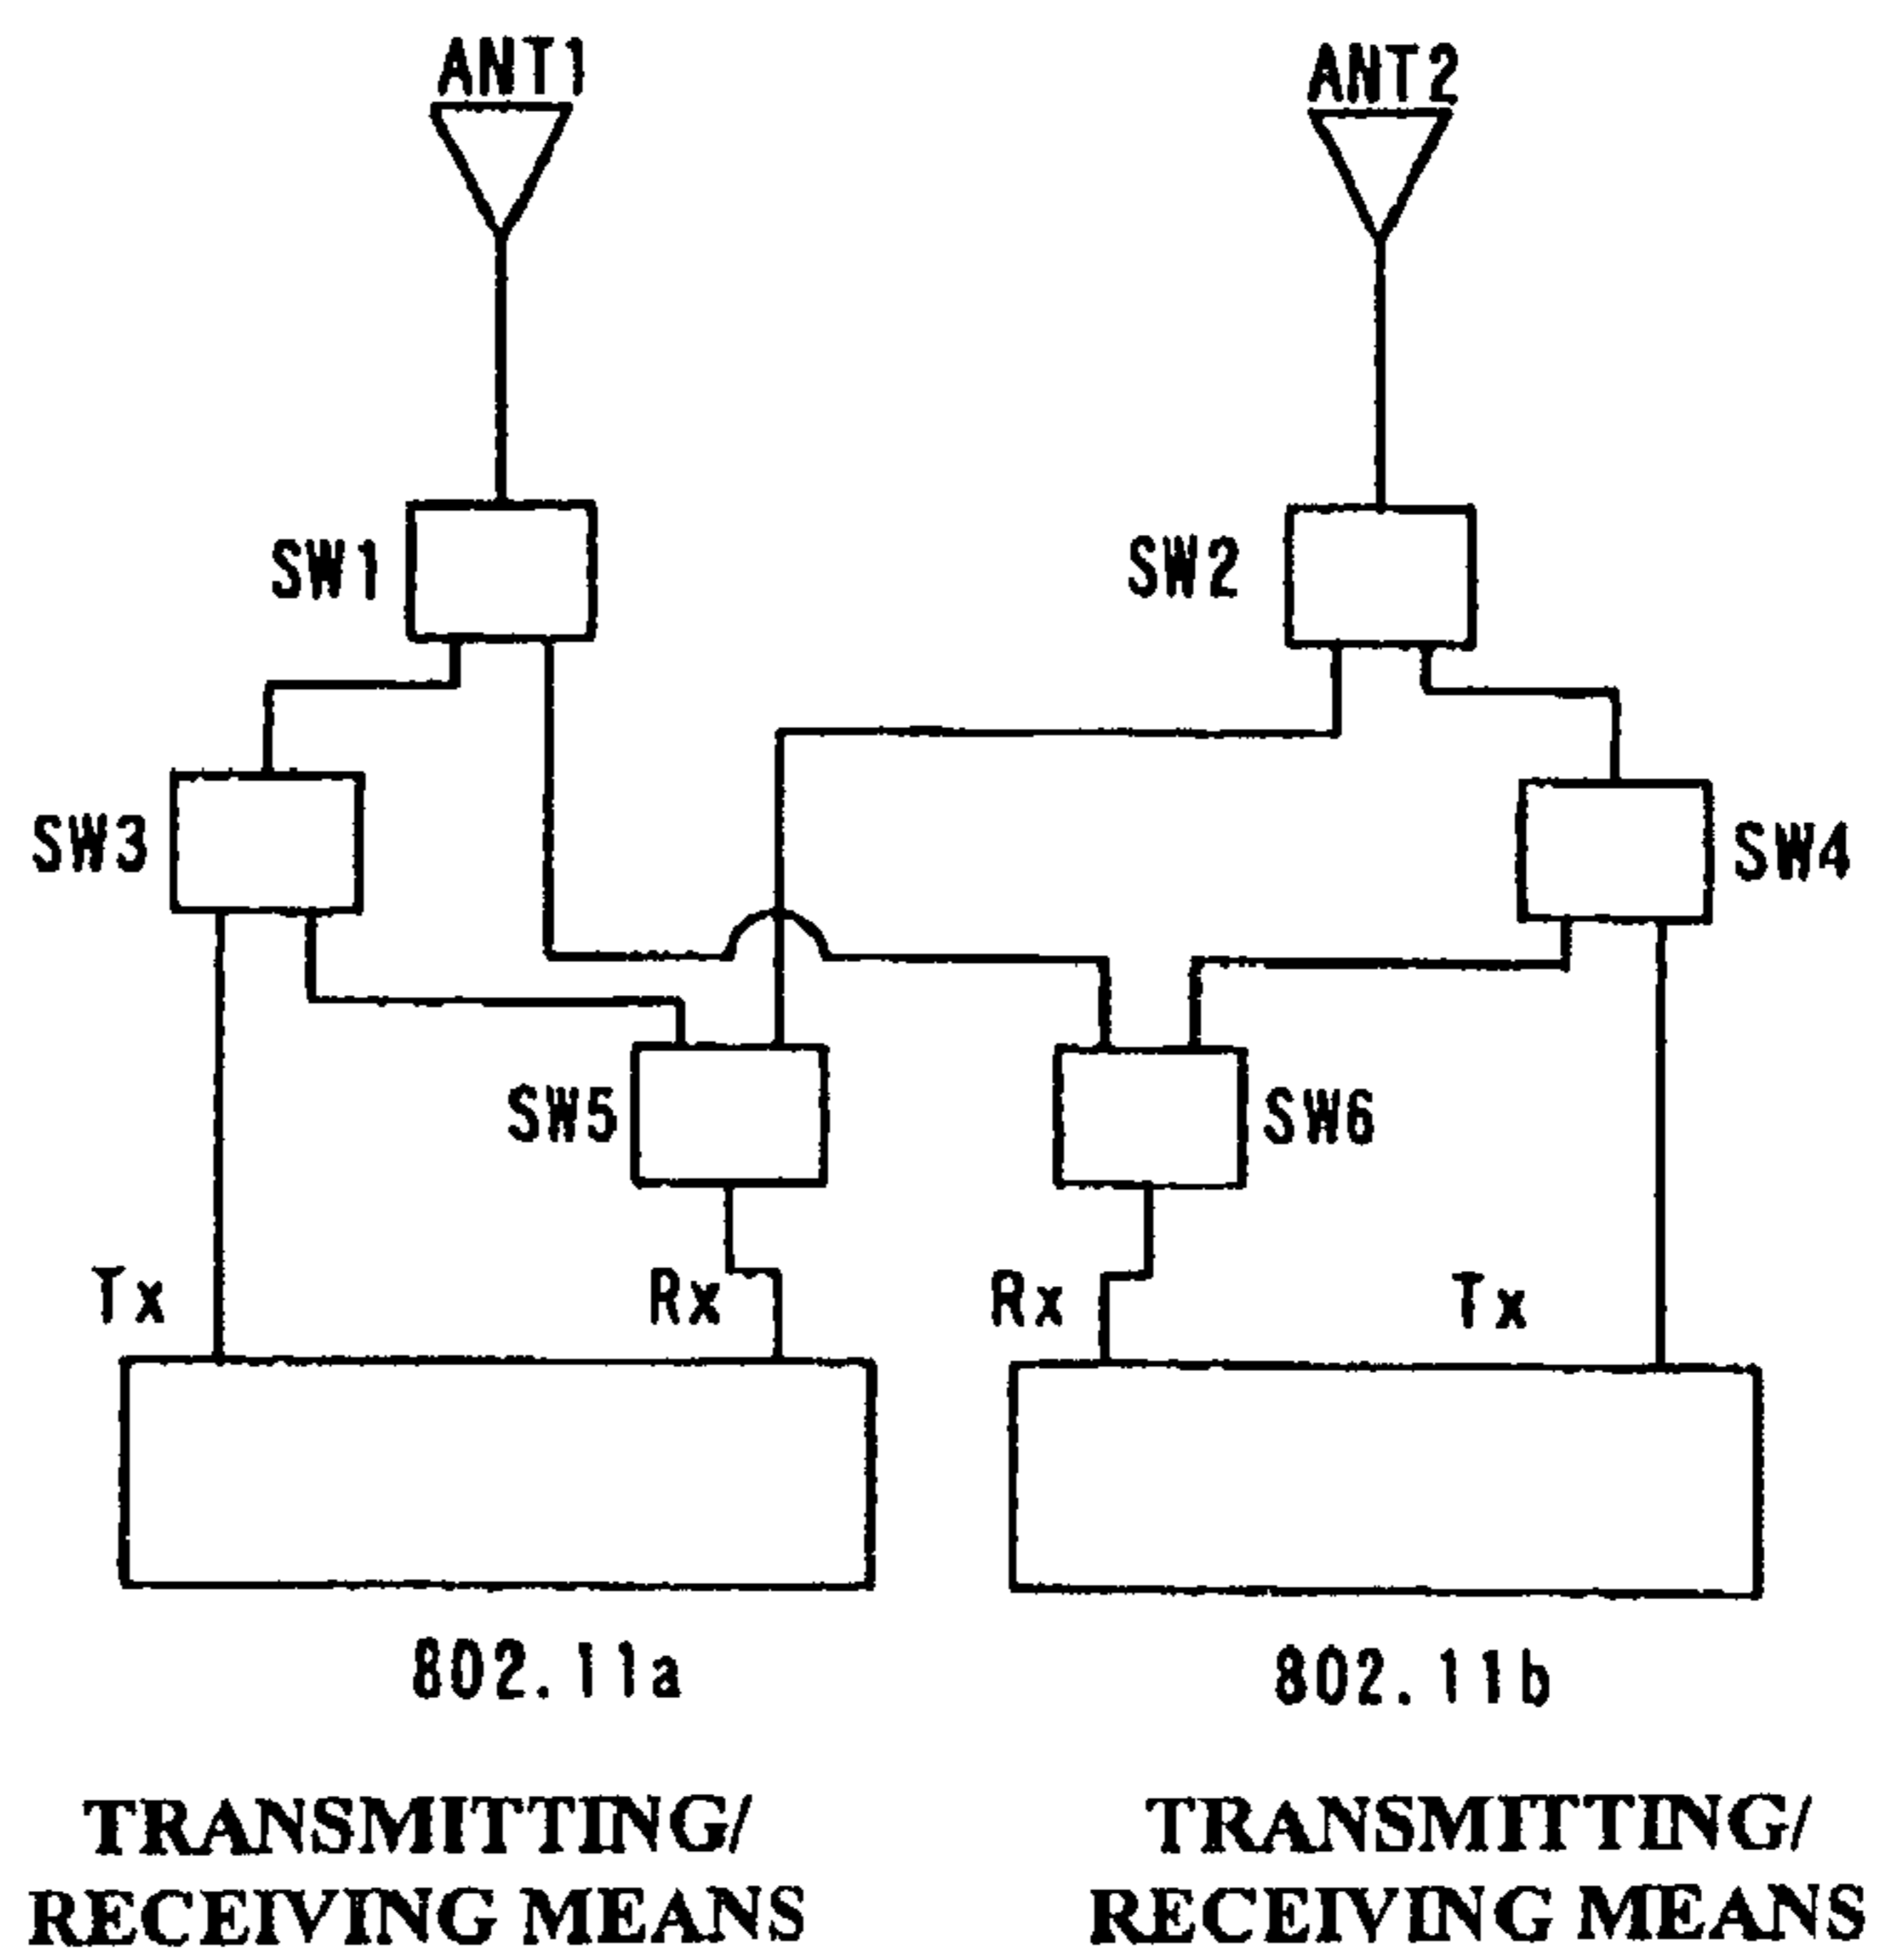 ANT1 ANT2
SW1 SW2
SW3 SW4
SW5 SW6
Tx Rx Rx Tx
802.11a 802.11b
TRANSMITTING/
RECEIVING MEANS
TRANSMITTING/
RECEIVING MEANS